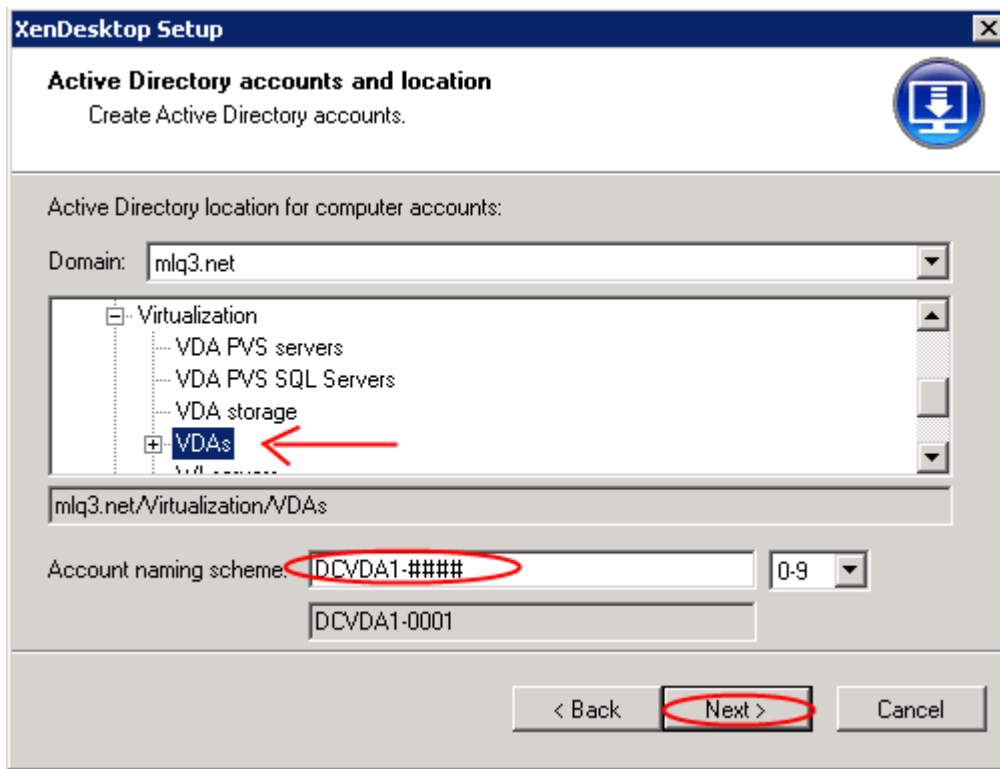 XenDesktop Setup
Active Directory accounts and location
Create Active Directory accounts.
Active Directory location for computer accounts:
Domain: mlq3.net
Virtualization
VDA PVS servers
VDA PVS SQL Servers
VDA storage
VDAs
mlq3.net/Virtualization/VDAs
Account naming scheme: DCVDA1-#### 0-9
DCVDA1-0001
< Back Next > Cancel